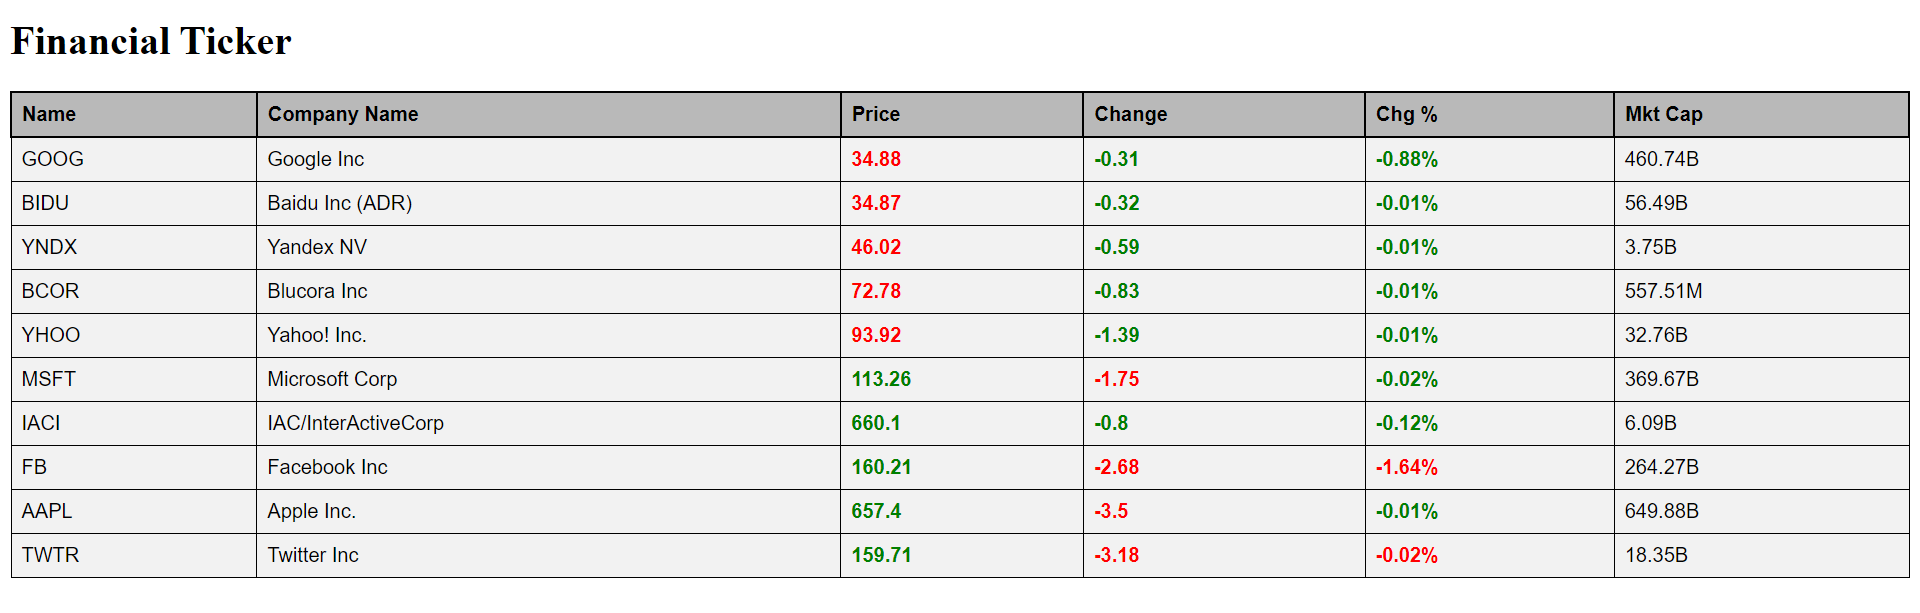 Financial Ticker
Name Company Name Price Change Chg % Mkt Cap
GOOG Google Inc 34.88 -0.31 -0.88% 460.74B
BIDU Baidu Inc (ADR) 34.87 -0.32 -0.01% 56.49B
YNDX Yandex NV 46.02 -0.59 -0.01% 3.75B
BCOR Blucora Inc 72.78 -0.83 -0.01% 557.51M
YHOO Yahoo! Inc. 93.92 -1.39 -0.01% 32.76B
MSFT Microsoft Corp 113.26 -1.75 -0.02% 369.67B
IACI IAC/InterActiveCorp 660.1 -0.8 -0.12% 6.09B
FB Facebook Inc 160.21 -2.68 -1.64% 264.27B
AAPL Apple Inc. 657.4 -3.5 -0.01% 649.88B
TWTR Twitter Inc 159.71 -3.18 -0.02% 18.35B